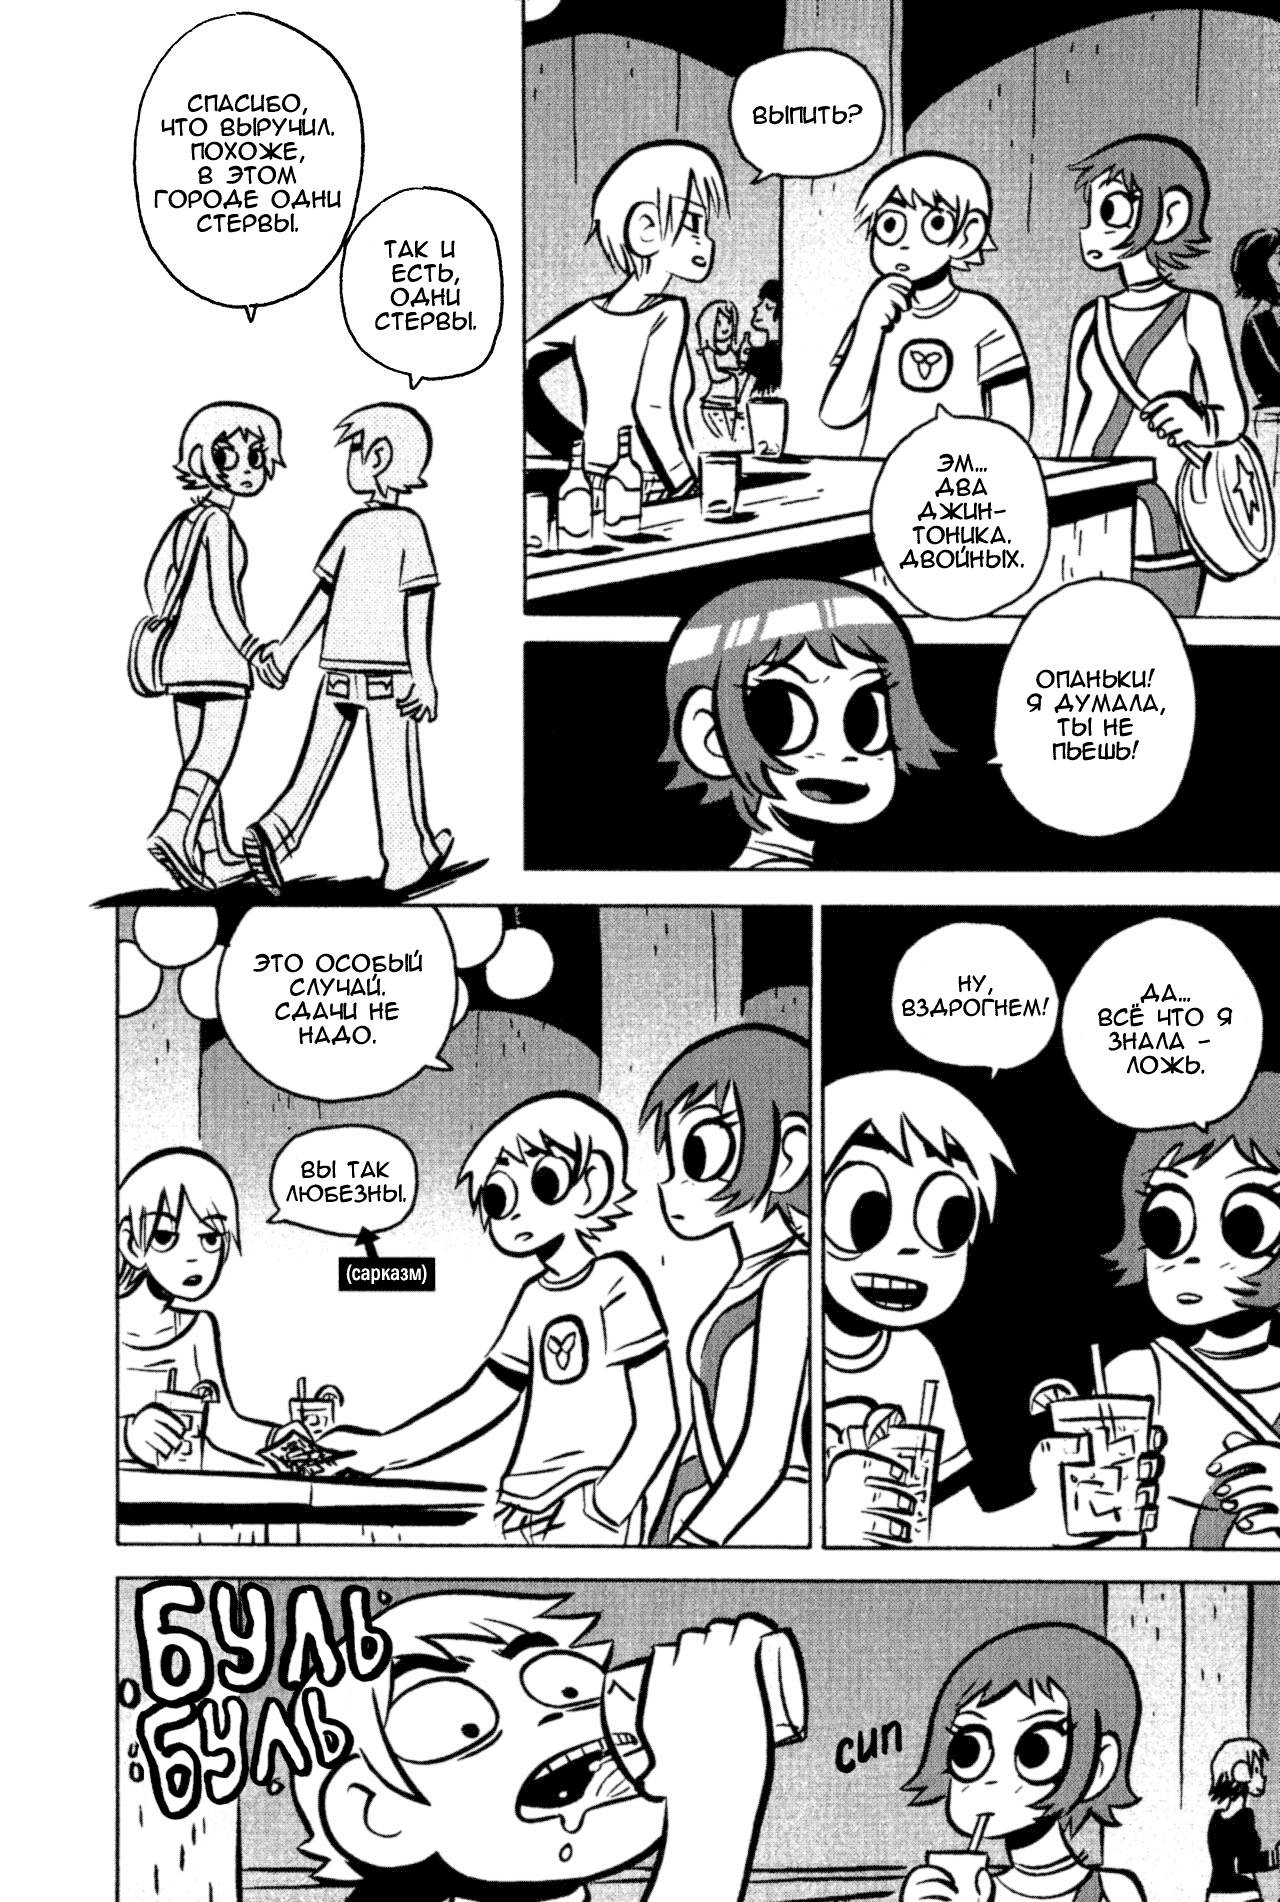 СПАСИБО,
ЧТО ВЫРУЧИЛ.
ПОХОЖЕ,
В ЭТОМ
ГОРОДЕ ОДНИ
СТЕРВЫ.
ТАК И
ЕСТЬ,
ОДНИ
СТЕРВЫ.
ВЫПИТЬ?
ЭМ...
ДВА
ДЖИН-
ТОНИКА.
ДВОЙНЫХ.
ОПАНЬКИ!
Я ДУМАЛА,
ТЫ НЕ
ПЬЕШЬ!
ЭТО ОСОБЫЙ
СЛУЧАЙ.
СДАЧИ НЕ
НАДО.
ВЫ ТАК
ЛЮБЕЗНЫ.
(сарказм)
НУ,
ВЗДРОГНЕМ!
ДА...
ВСЁ ЧТО Я
ЗНАЛА -
ЛОЖЬ.
БУЛЬ
БУЛЬ
сип